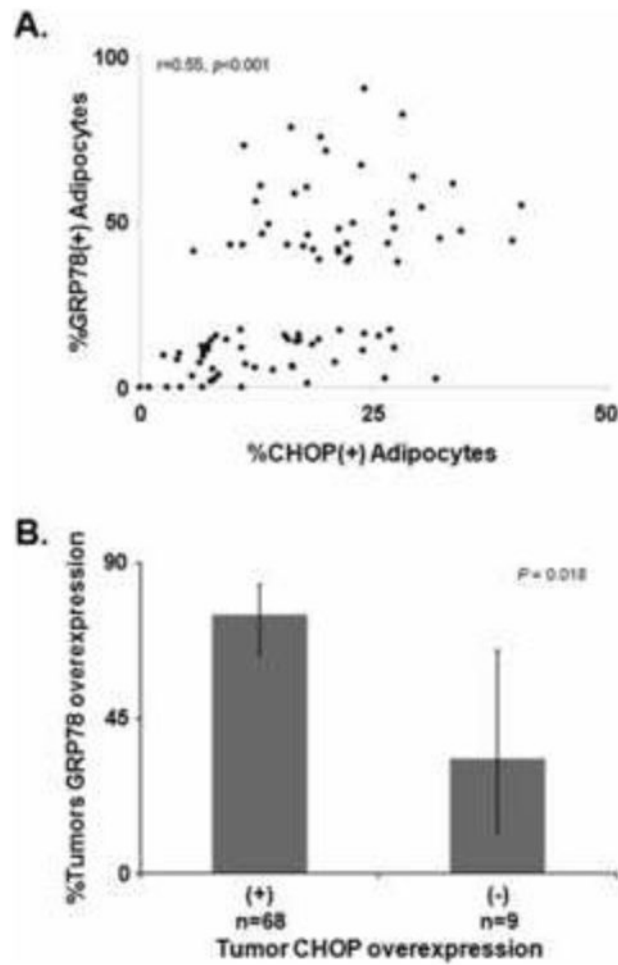 A.
100
r=0.55, p<0.001
%GRP78(+) Adipocytes
50
0
0 25 50
%CHOP(+) Adipocytes
B.
90
P = 0.018
%Tumors GRP78 overexpression
45
0
(+) (-)
n=68 n=9
Tumor CHOP overexpression